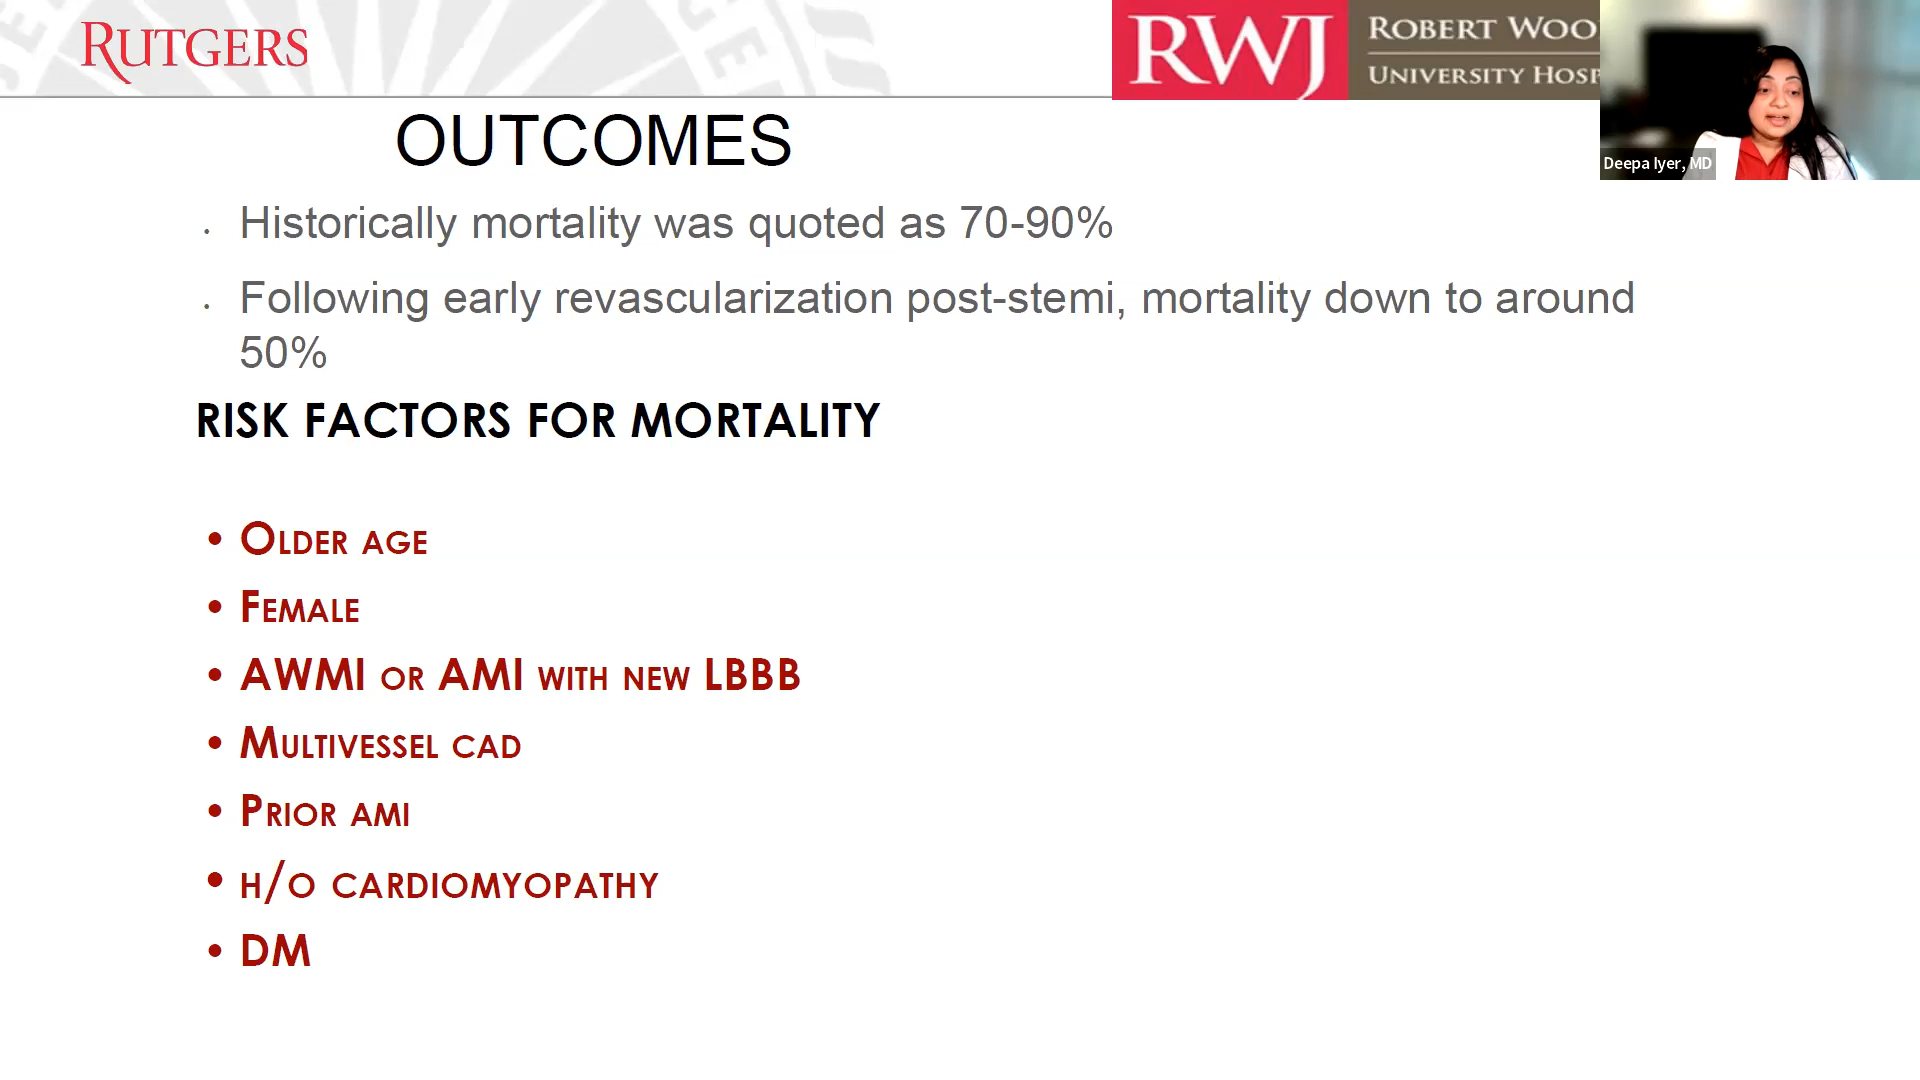 RUTGERS
RWJ
ROBERT WOO
UNIVERSITY HOSP
Deepa Iyer, MD
OUTCOMES
• Historically mortality was quoted as 70-90%
• Following early revascularization post-stemi, mortality down to around
50%
RISK FACTORS FOR MORTALITY
• OLDER AGE
• FEMALE
• AWMI OR AMI WITH NEW LBBB
• MULTIVESSEL CAD
• PRIOR AMI
• H/O CARDIOMYOPATHY
• DM